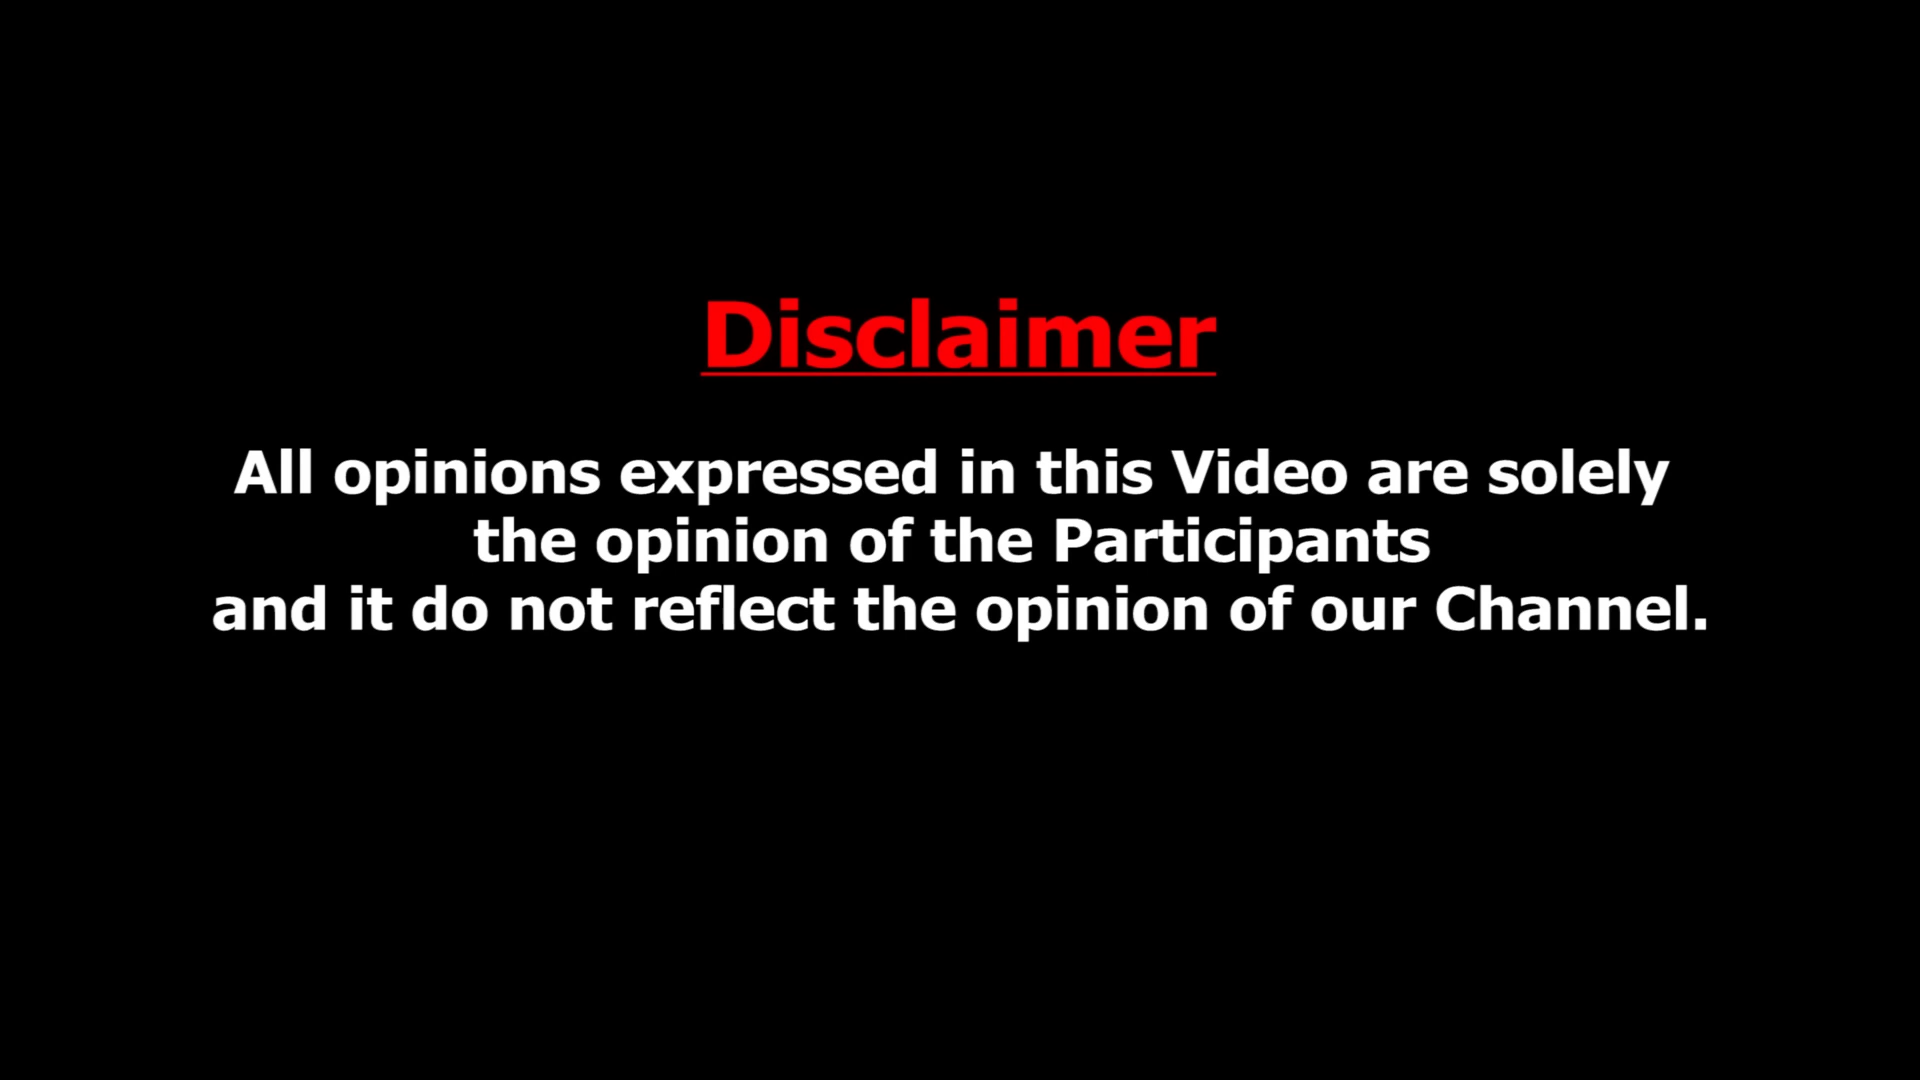 Disclaimer
All opinions expressed in this Video are solely
the opinion of the Participants
and it do not reflect the opinion of our Channel.